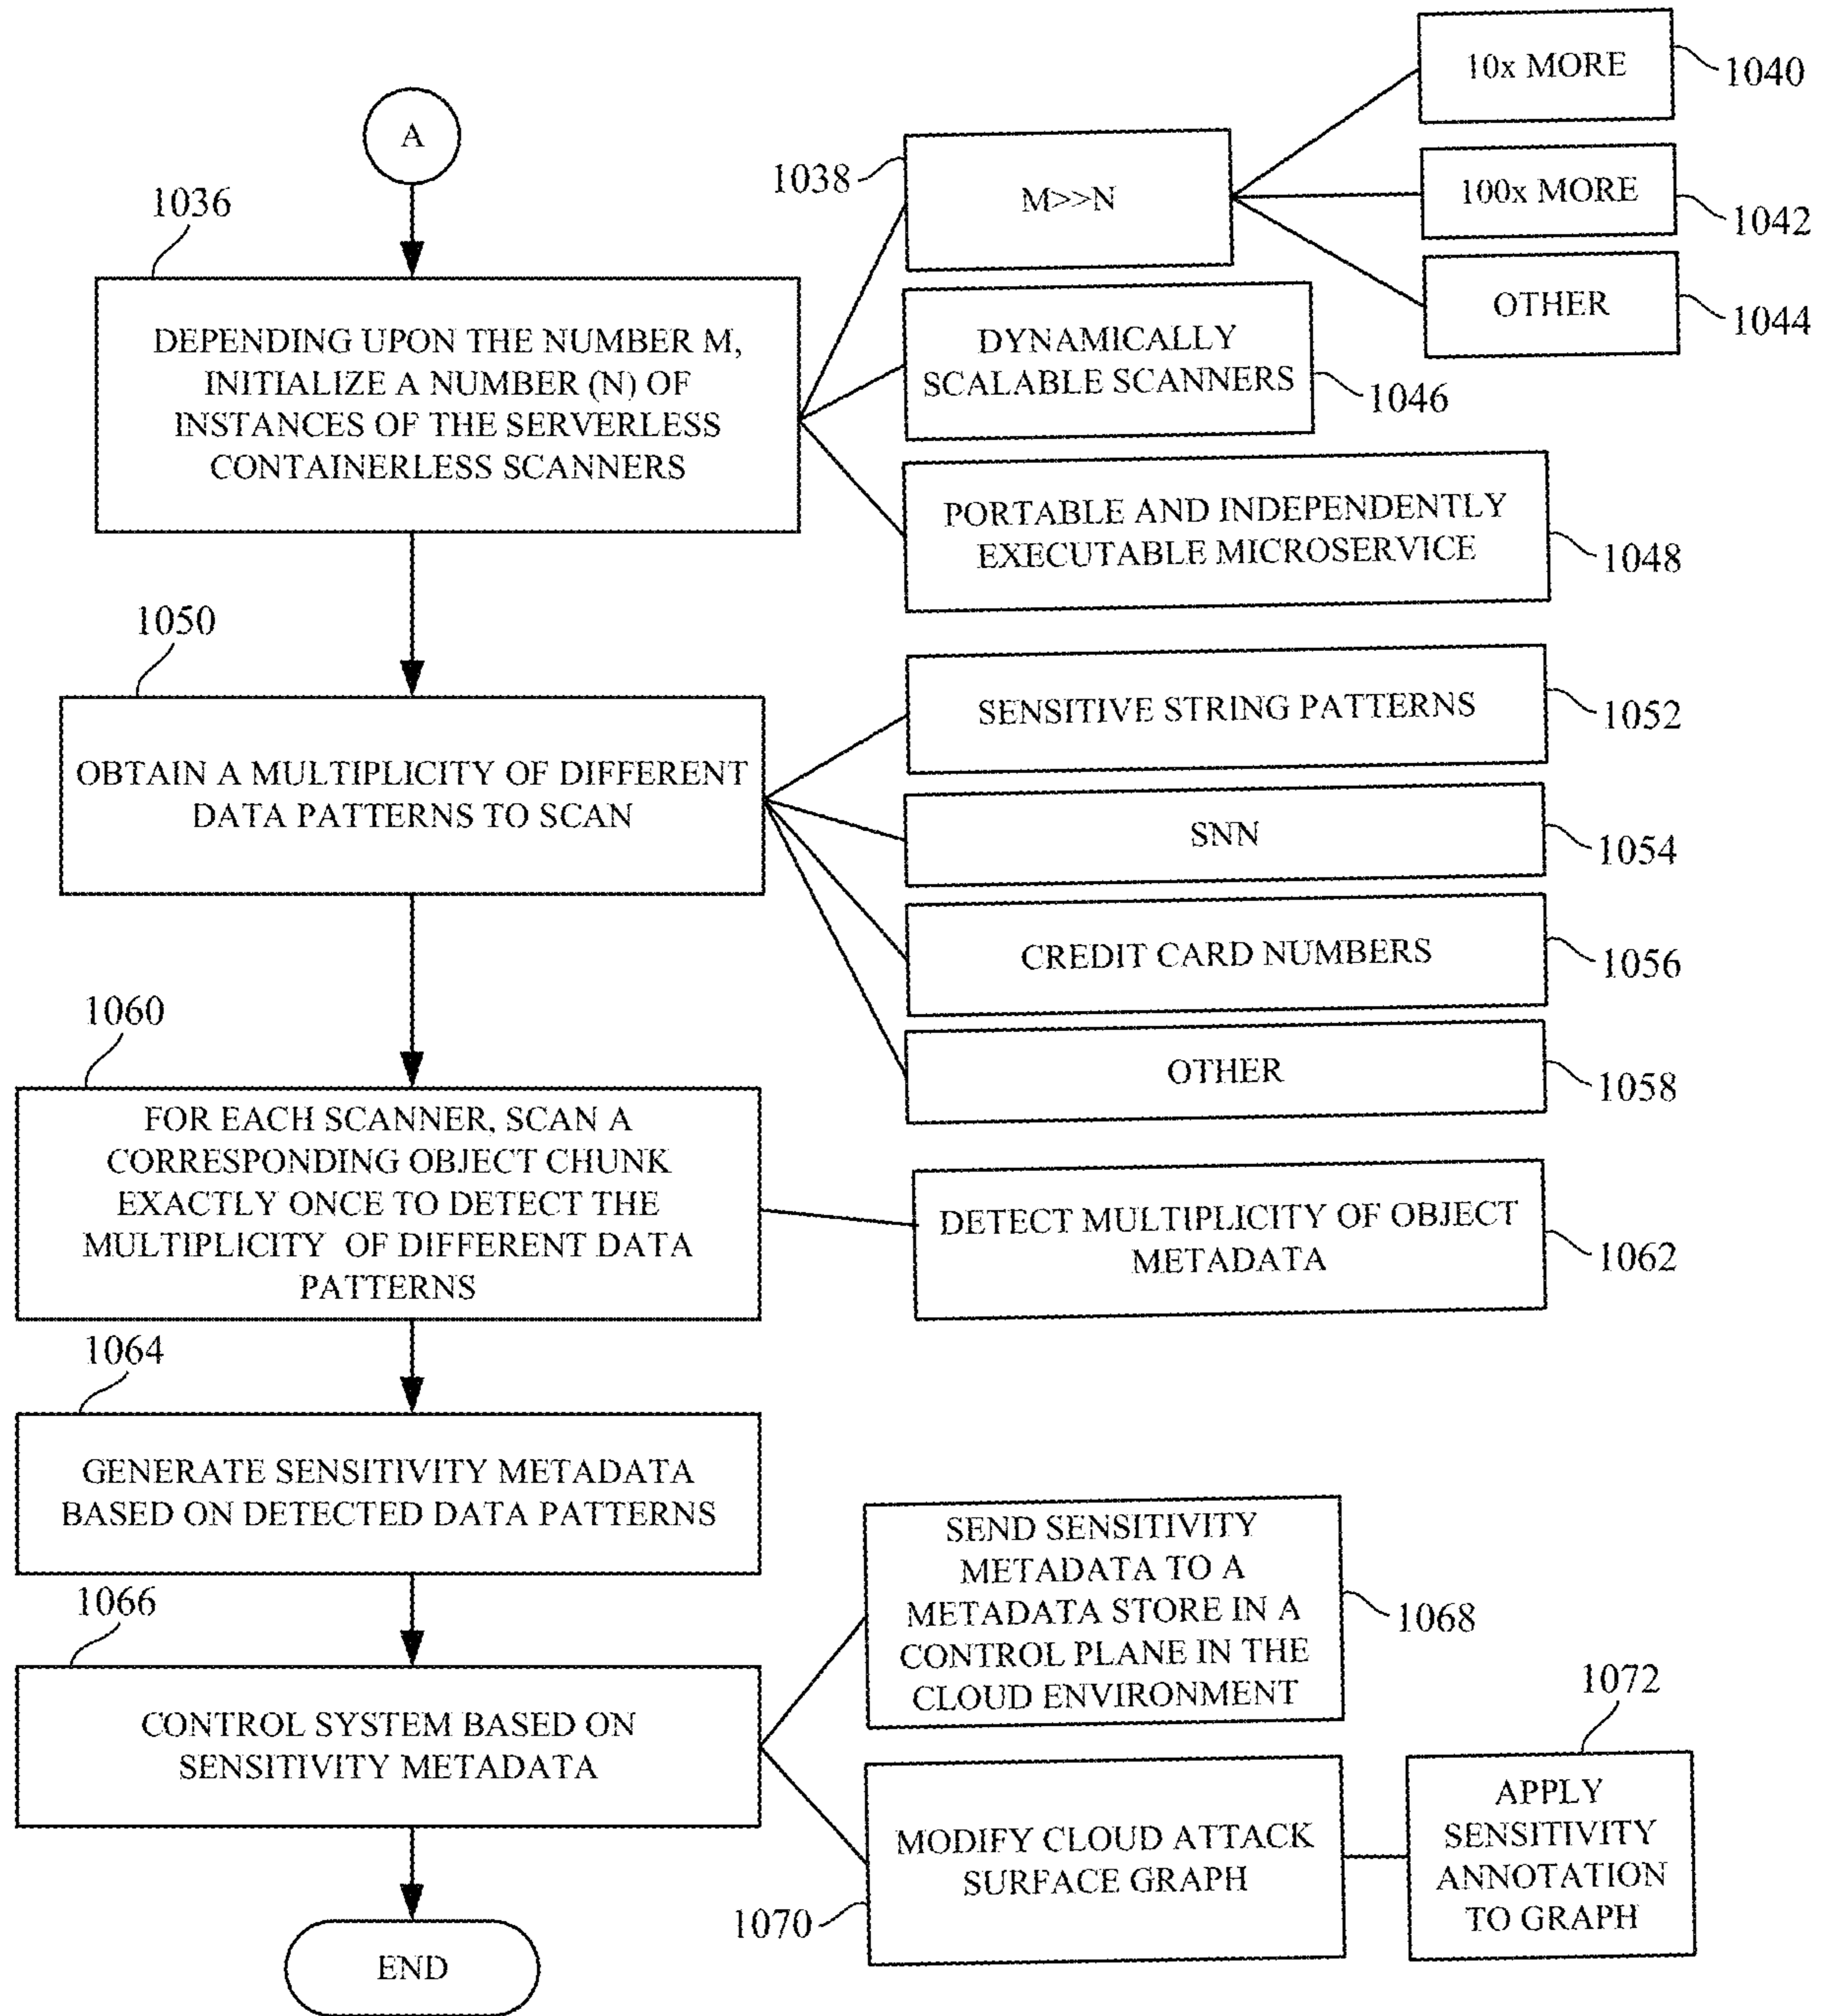 A
1036
DEPENDING UPON THE NUMBER M,
INITIALIZE A NUMBER (N) OF
INSTANCES OF THE SERVERLESS
CONTAINERLESS SCANNERS
1038
M>>N
10x MORE
1040
100x MORE
1042
OTHER
1044
DYNAMICALLY
SCALABLE SCANNERS
1046
PORTABLE AND INDEPENDENTLY
EXECUTABLE MICROSERVICE
1048
1050
OBTAIN A MULTIPLICITY OF DIFFERENT
DATA PATTERNS TO SCAN
SENSITIVE STRING PATTERNS
1052
SNN
1054
CREDIT CARD NUMBERS
1056
OTHER
1058
1060
FOR EACH SCANNER, SCAN A
CORRESPONDING OBJECT CHUNK
EXACTLY ONCE TO DETECT THE
MULTIPLICITY OF DIFFERENT DATA
PATTERNS
DETECT MULTIPLICITY OF OBJECT
METADATA
1062
1064
GENERATE SENSITIVITY METADATA
BASED ON DETECTED DATA PATTERNS
1066
CONTROL SYSTEM BASED ON
SENSITIVITY METADATA
SEND SENSITIVITY
METADATA TO A
METADATA STORE IN A
CONTROL PLANE IN THE
CLOUD ENVIRONMENT
1068
MODIFY CLOUD ATTACK
SURFACE GRAPH
1070
1072
APPLY
SENSITIVITY
ANNOTATION
TO GRAPH
END